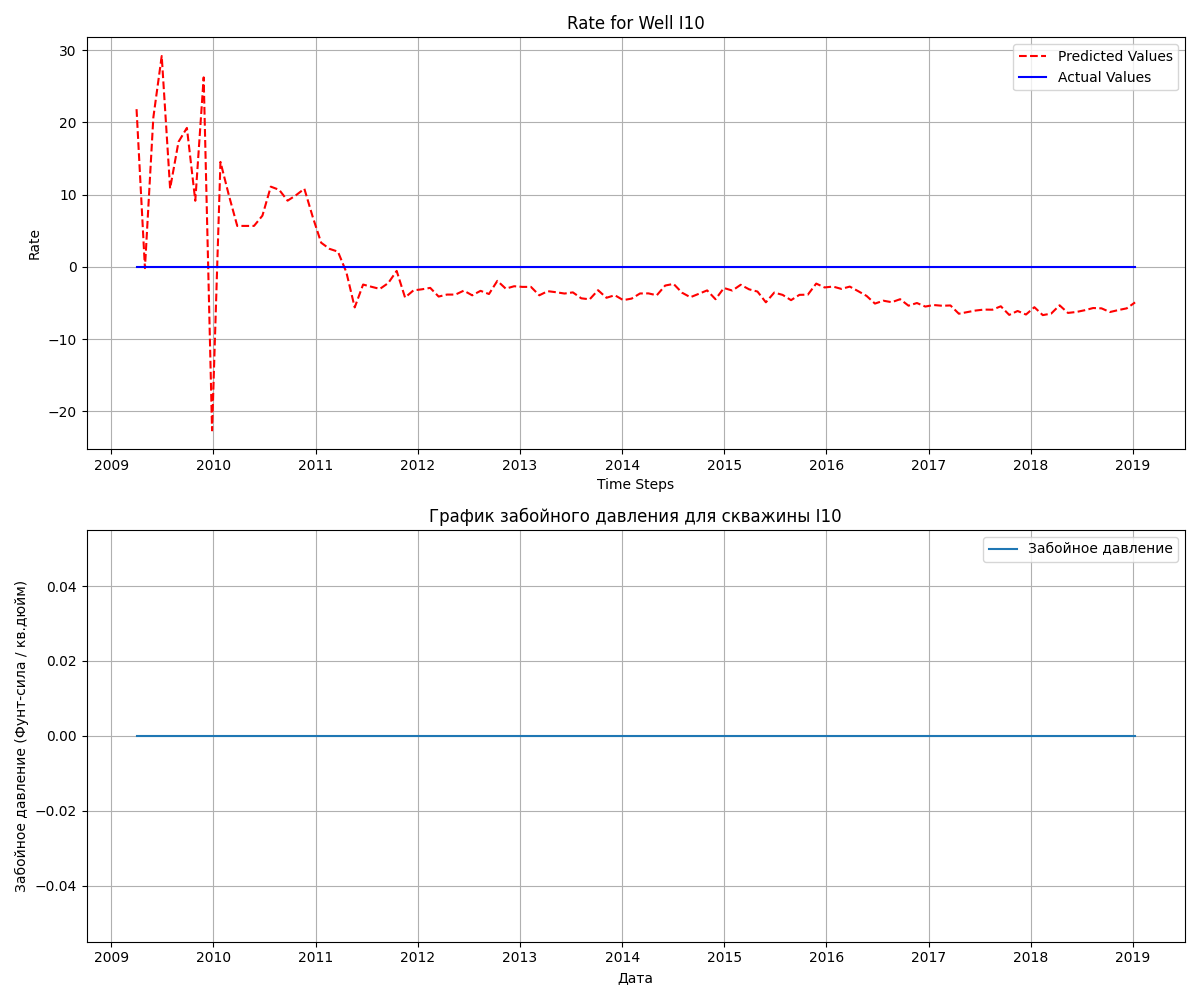 Rate for Well I10
Predicted Values
Actual Values
30
20
10
0
−10
−20
Rate
2009 2010 2011 2012 2013 2014 2015 2016 2017 2018 2019
Time Steps
График забойного давления для скважины I10
Забойное давление
0.04
0.02
0.00
−0.02
−0.04
Забойное давление (Фунт-сила / кв.дюйм)
2009 2010 2011 2012 2013 2014 2015 2016 2017 2018 2019
Дата